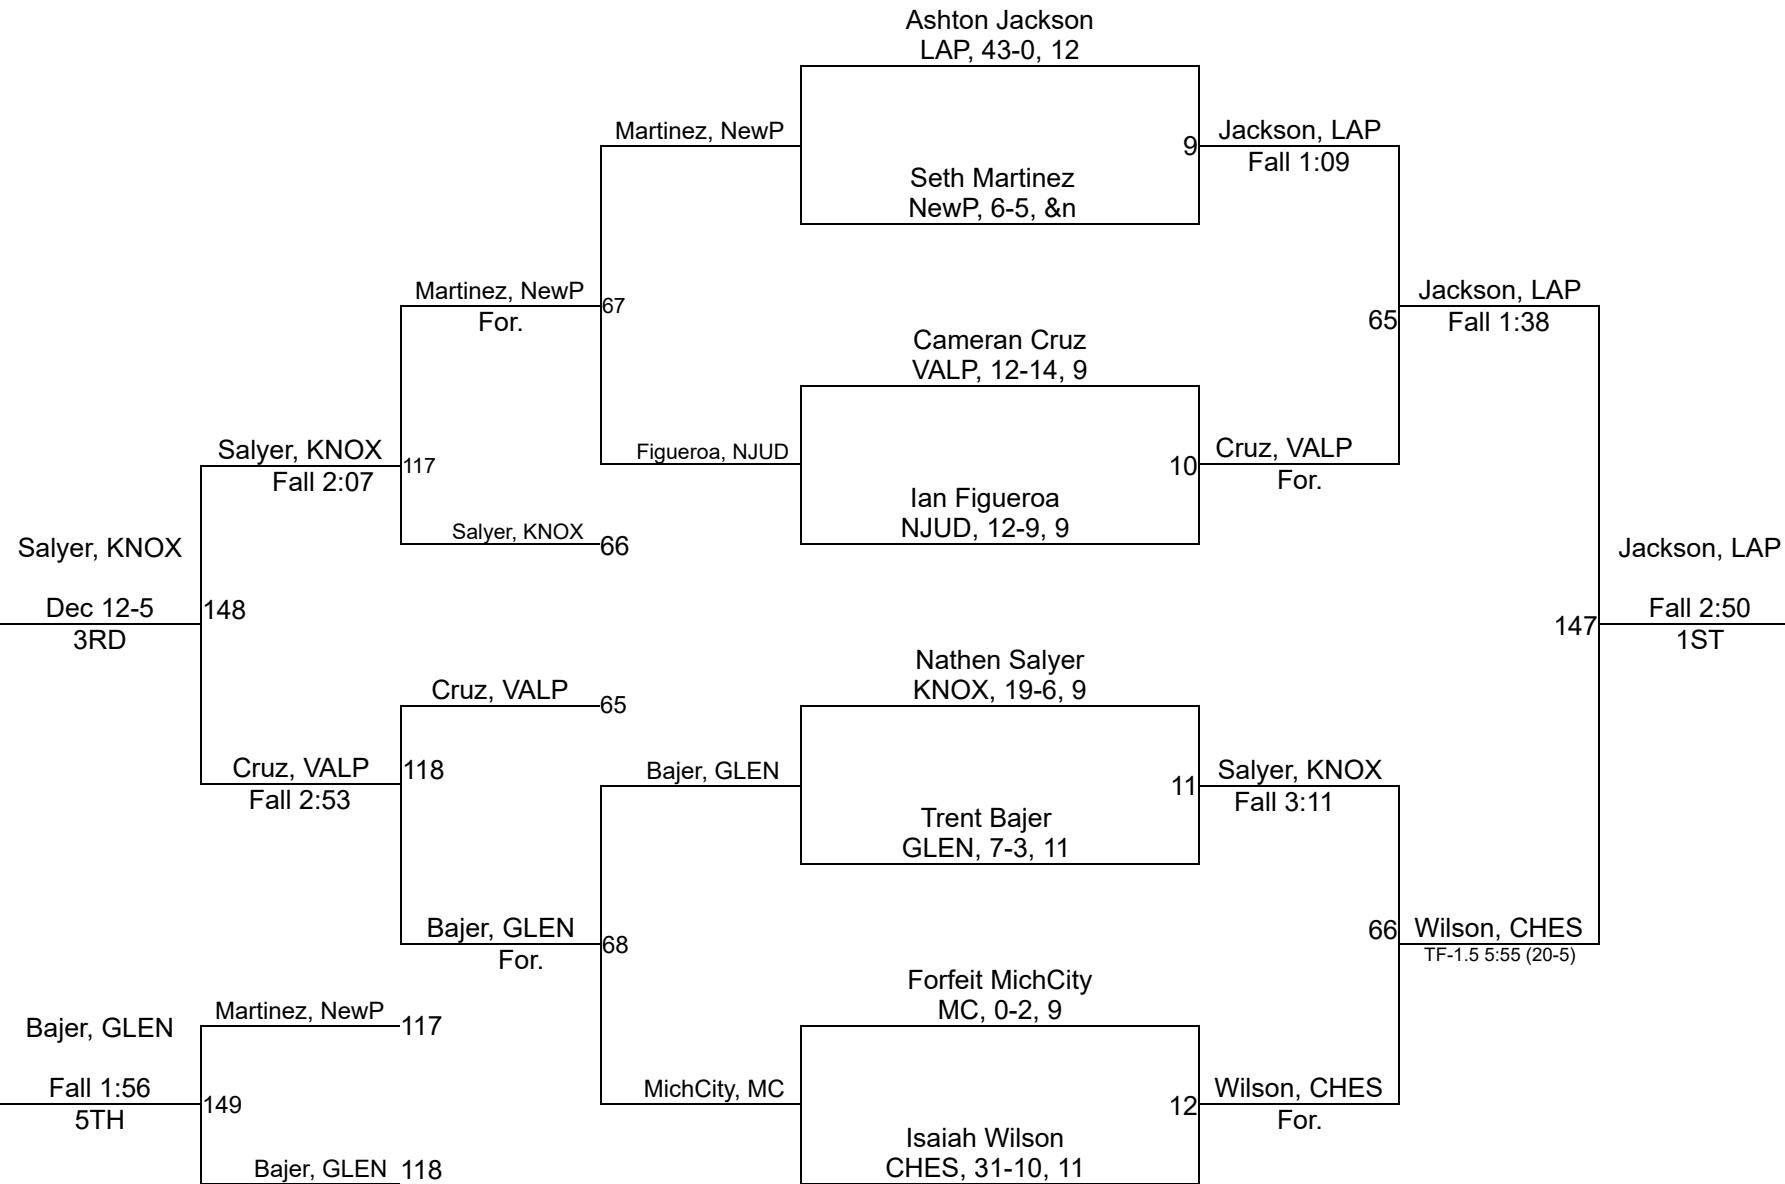 Ashton Jackson
LAP, 43-0, 12
Martinez, NewP
9
Jackson, LAP
Fall 1:09
Seth Martinez
NewP, 6-5, &n
Martinez, NewP
For.
67
Jackson, LAP
Fall 1:38
65
Cameran Cruz
VALP, 12-14, 9
Salyer, KNOX
Fall 2:07
117
Figueroa, NJUD
10
Cruz, VALP
For.
Ian Figueroa
NJUD, 12-9, 9
Salyer, KNOX
66
Salyer, KNOX
Dec 12-5
3RD
148
Jackson, LAP
Fall 2:50
1ST
147
Nathen Salyer
KNOX, 19-6, 9
Cruz, VALP
65
Cruz, VALP
Fall 2:53
118
Bajer, GLEN
11
Salyer, KNOX
Fall 3:11
Trent Bajer
GLEN, 7-3, 11
Bajer, GLEN
For.
68
66
Wilson, CHES
TF-1.5 5:55 (20-5)
Forfeit MichCity
MC, 0-2, 9
Martinez, NewP
117
Bajer, GLEN
Fall 1:56
5TH
149
MichCity, MC
12
Wilson, CHES
For.
Isaiah Wilson
CHES, 31-10, 11
Bajer, GLEN
118